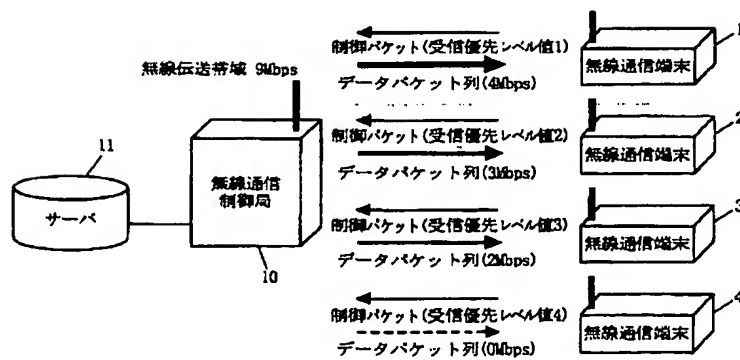 無線伝送帯域 9Mbps
11
サーバ
無線通信
制御局
10
制御パケット(受信優先レベル値1)
データパケット列(4Mbps)
無線通信端末
1
制御パケット(受信優先レベル値2)
データパケット列(3Mbps)
無線通信端末
2
制御パケット(受信優先レベル値3)
データパケット列(2Mbps)
無線通信端末
3
制御パケット(受信優先レベル値4)
データパケット列(0Mbps)
無線通信端末
4